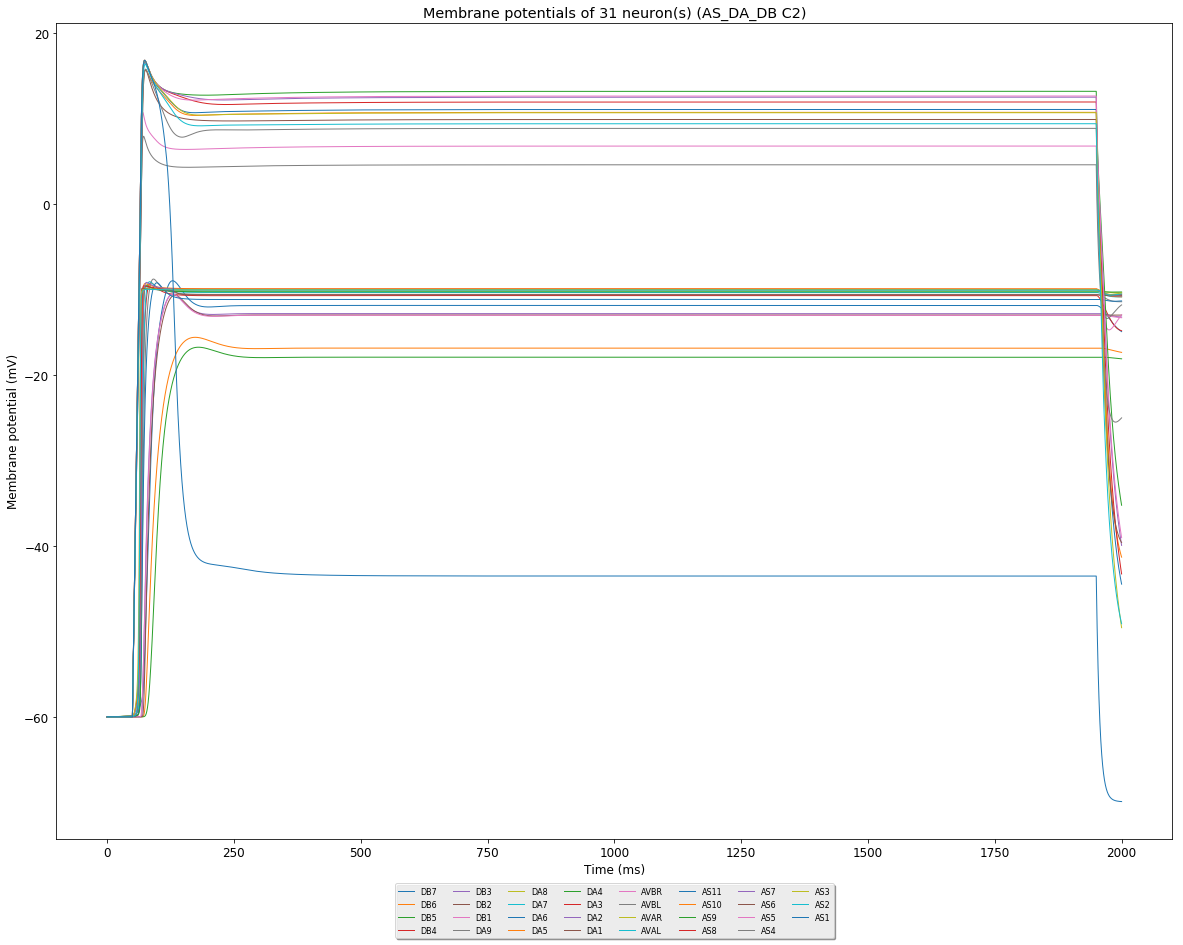 Membrane potentials of 31 neuron(s) (AS_DA_DB C2)
20
0
−20
−40
−60
Membrane potential (mV)
0 250 500 750 1000 1250 1500 1750 2000
Time (ms)
DB7 DB3 DA8 DA4 AVBR AS11 AS7 AS3
DB6 DB2 DA7 DA3 AVBL AS10 AS6 AS2
DB5 DB1 DA6 DA2 AVAR AS9 AS5 AS1
DB4 DA9 DA5 DA1 AVAL AS8 AS4